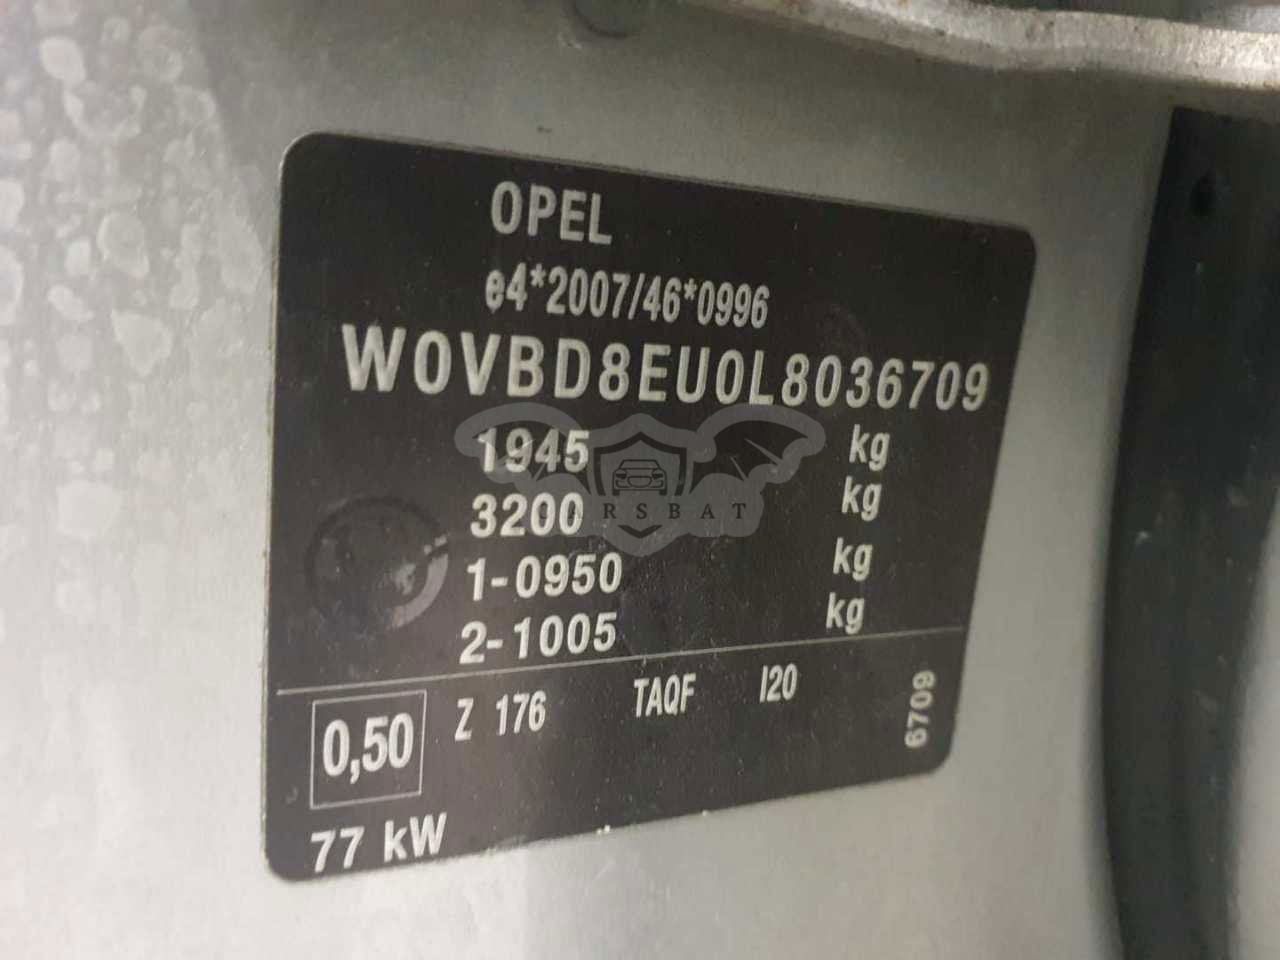 OPEL
e4*2007/46*0996
W0VBD8EU0L8036709
1945 kg
3200 kg
1-0950 kg
2-1005 kg
0,50 Z 176 TAQF I20 6709
77 kW
CARSBAT